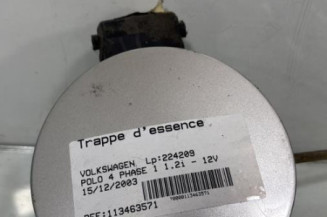 Trappe d'essence
VOLKSWAGEN Lp:224209
POLO 4 PHASE 1 1.2i - 12V
15/12/2003
REF:113463571